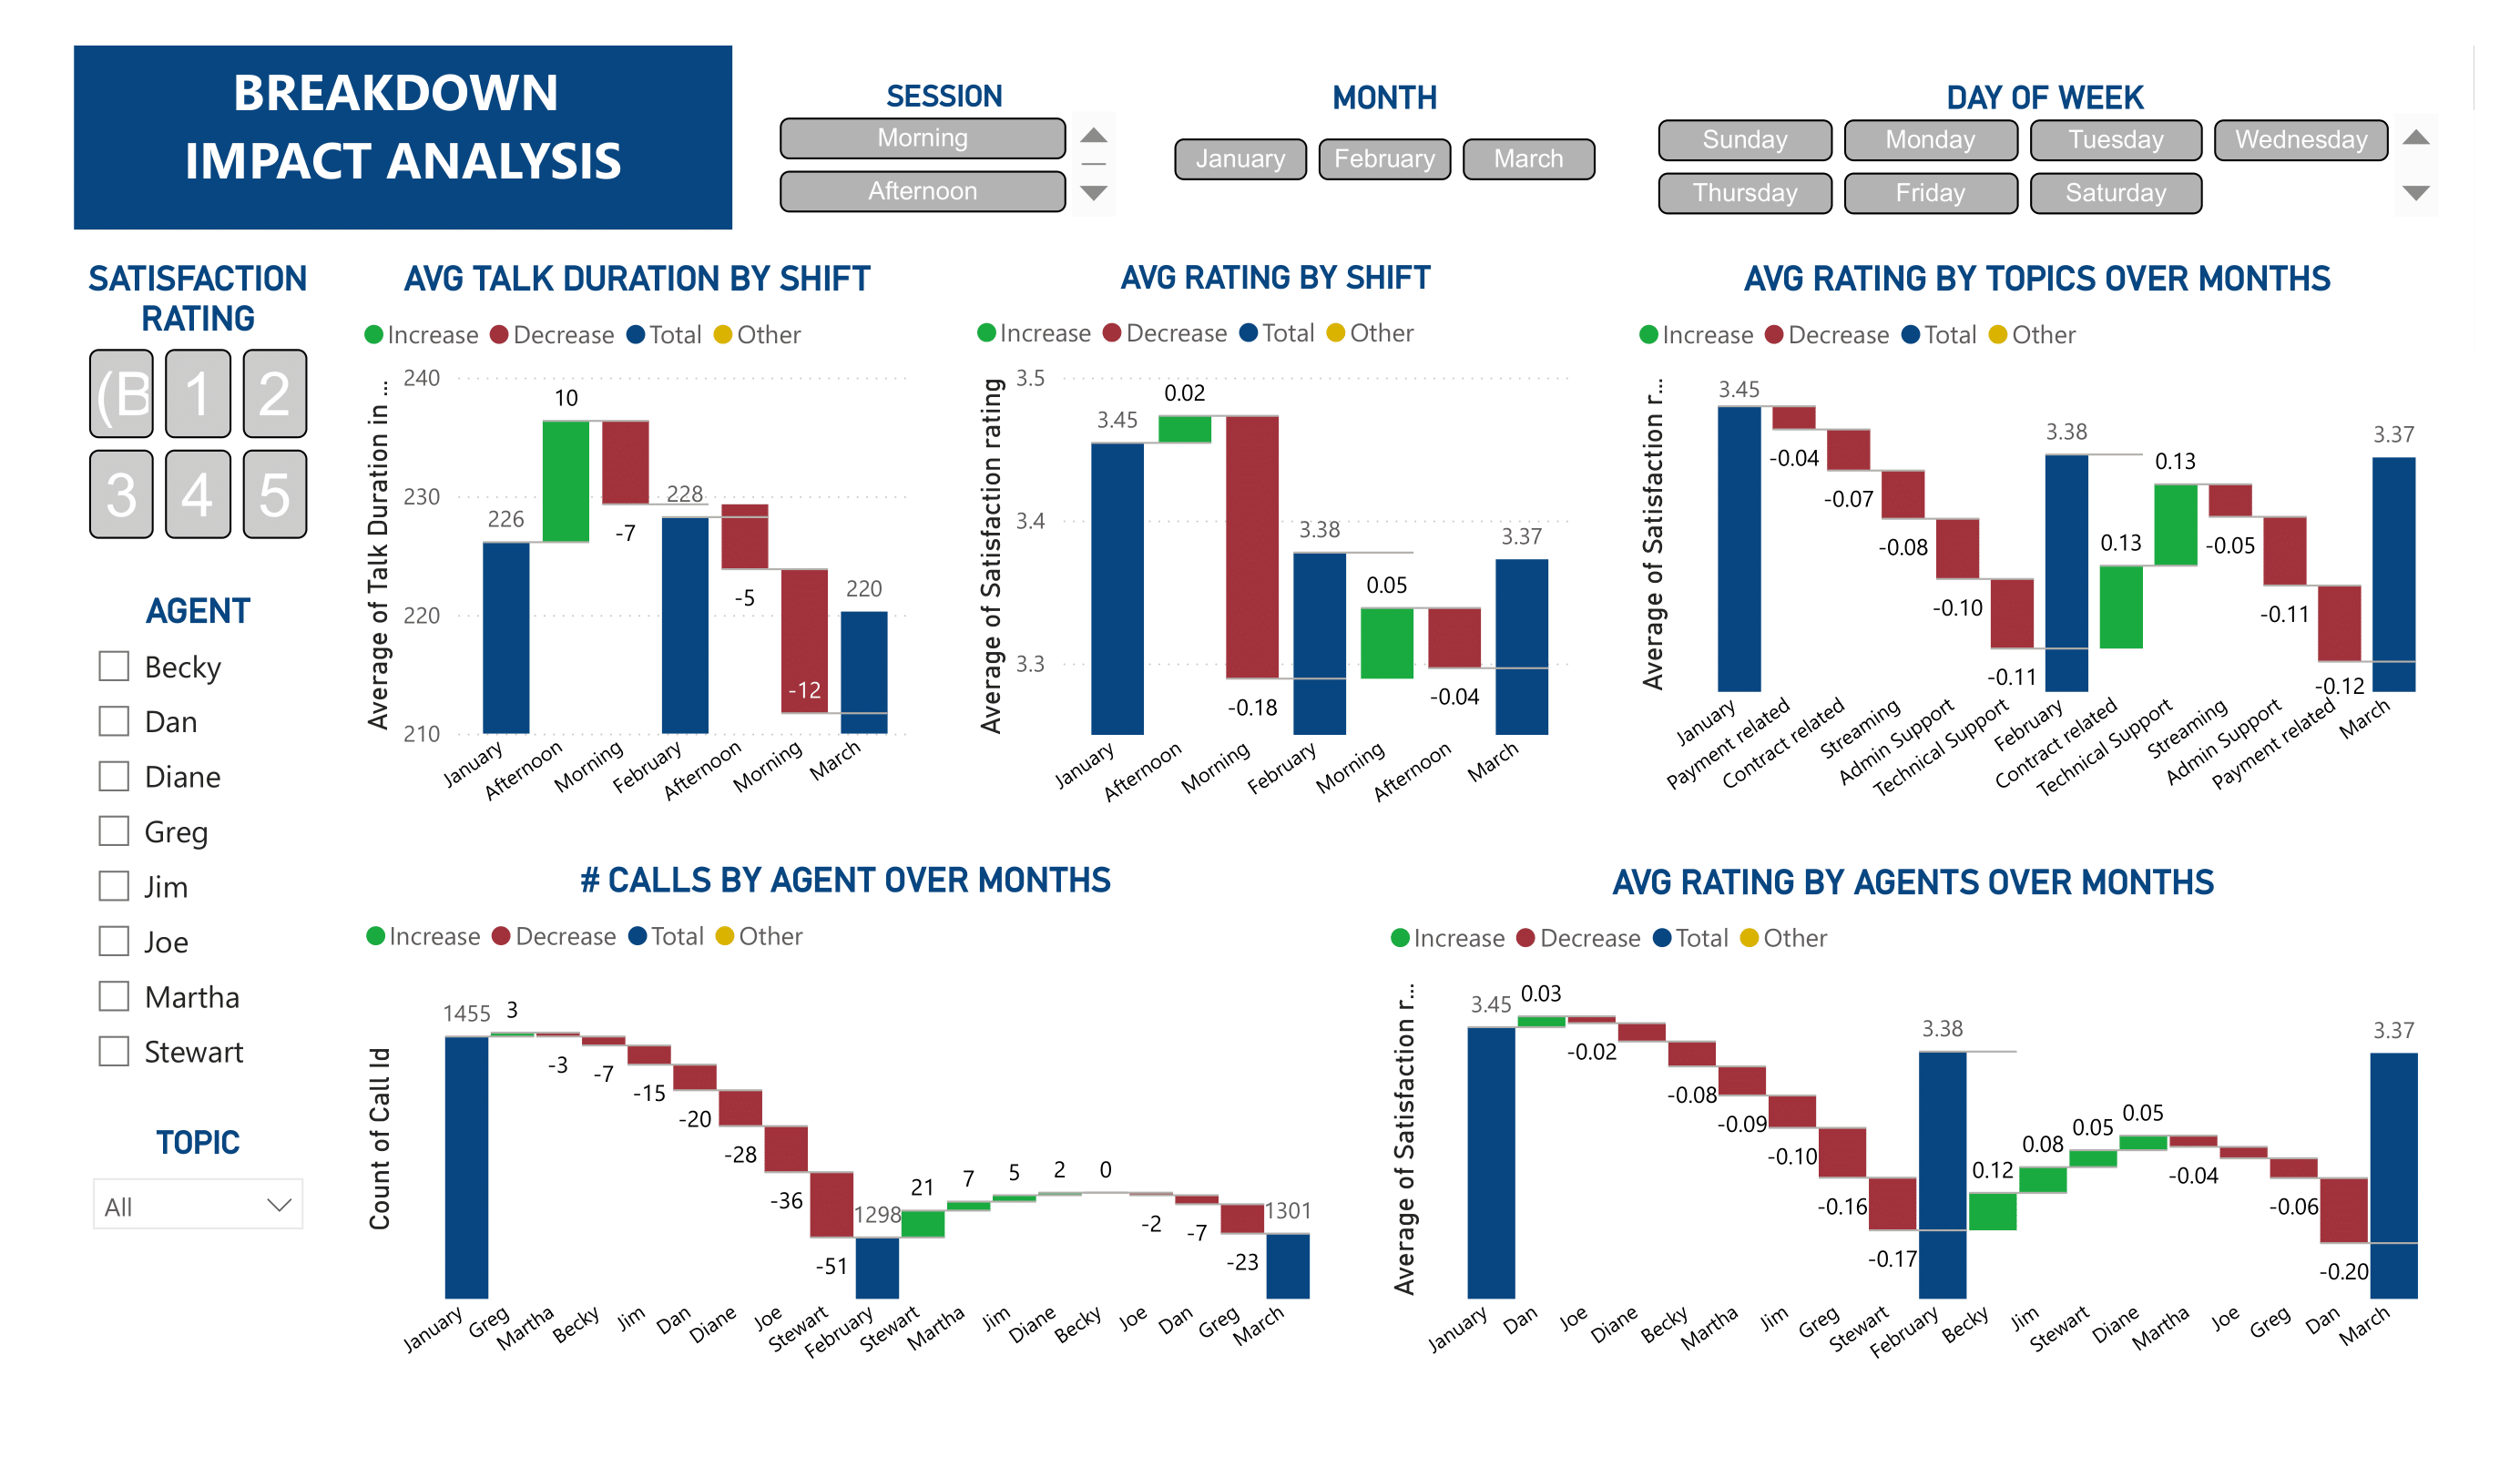 BREAKDOWN
IMPACT ANALYSIS
SESSION
Morning
Afternoon
MONTH
January February March
DAY OF WEEK
Sunday Monday Tuesday Wednesday
Thursday Friday Saturday
SATISFACTION
RATING
(B 1 2
3 4 5
AGENT
Becky
Dan
Diane
Greg
Jim
Joe
Martha
Stewart
TOPIC
All
AVG TALK DURATION BY SHIFT
Increase Decrease Total Other
Average of Talk Duration in ...
240
230
220
210
226
10
-7
228
-5
-12
220
January Afternoon Morning February Afternoon Morning March
AVG RATING BY SHIFT
Increase Decrease Total Other
Average of Satisfaction rating
3.5
3.4
3.3
3.45
0.02
-0.18
3.38
0.05
-0.04
3.37
January Afternoon Morning February Morning Afternoon March
AVG RATING BY TOPICS OVER MONTHS
Increase Decrease Total Other
Average of Satisfaction r...
3.45
-0.04
-0.07
-0.08
-0.10
-0.11
3.38
0.13
0.13
-0.05
-0.11
-0.12
3.37
January Payment related Contract related Streaming Admin Support Technical Support February Contract related Technical Support Streaming Admin Support Payment related March
# CALLS BY AGENT OVER MONTHS
Increase Decrease Total Other
Count of Call Id
1455
3
-3
-7
-15
-20
-28
-36
-51
1298
21
7
5
2
0
-2
-7
-23
1301
January Greg Martha Becky Jim Dan Diane Joe Stewart February Stewart Martha Jim Diane Becky Joe Dan Greg March
AVG RATING BY AGENTS OVER MONTHS
Increase Decrease Total Other
Average of Satisfaction r...
3.45
0.03
-0.02
-0.08
-0.09
-0.10
-0.16
-0.17
3.38
0.12
0.08
0.05
0.05
-0.04
-0.06
-0.20
3.37
January Dan Joe Diane Becky Martha Jim Greg Stewart February Becky Jim Stewart Diane Martha Joe Greg Dan March